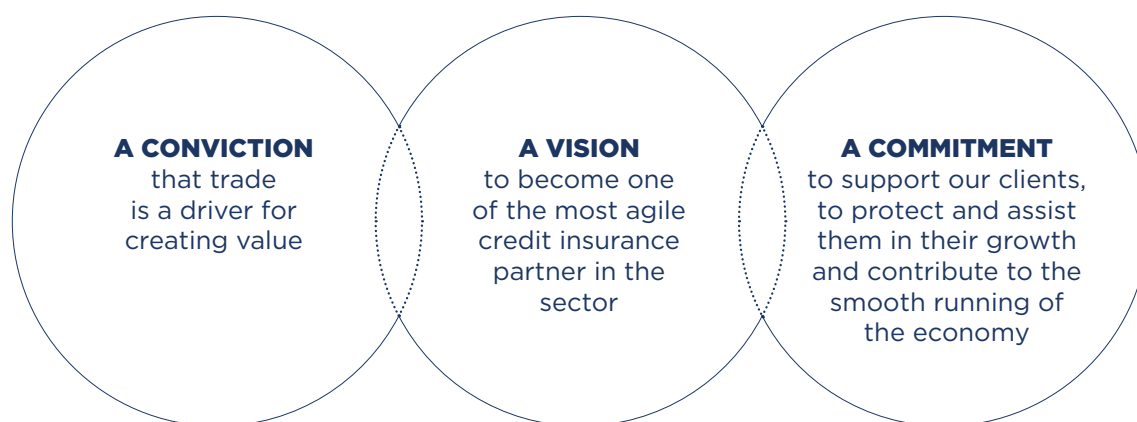 A CONVICTION
that trade
is a driver for
creating value
A VISION
to become one
of the most agile
credit insurance
partner in the
sector
A COMMITMENT
to support our clients,
to protect and assist
them in their growth
and contribute to the
smooth running of
the economy